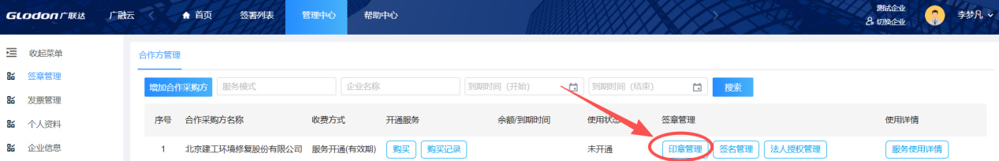 GLodon广联达 广融云 首页 签署列表 管理中心 帮助中心 测试企业 切换企业 李梦凡
收起菜单
签章管理
发票管理
个人资料
企业信息
合作方管理
增加合作采购方 服务模式 企业名称 到期时间（开始） 到期时间（结束） 搜索
序号 合作采购方名称 收费方式 开通服务 余额/到期时间 使用状态 签章管理 使用详情
1 北京建工环境修复股份有限公司 服务开通(有效期) 购买 购买记录 未开通 印章管理 签名管理 法人授权管理 服务使用详情